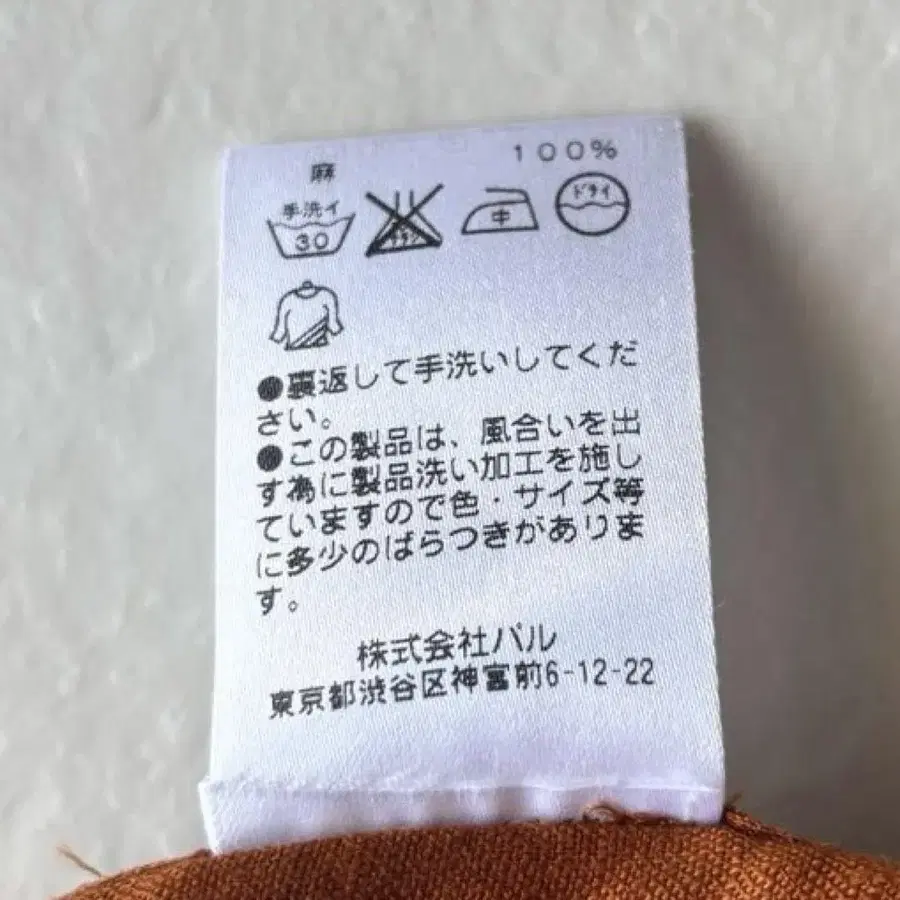 麻 100%
手洗イ 30 中 ドライ
●裏返して手洗いしてくだ
さい。
●この製品は、風合いを出
す為に製品洗い加工を施し
ていますので色・サイズ等
に多少のばらつきがありま
す。
株式会社パル
東京都渋谷区神宮前6-12-22